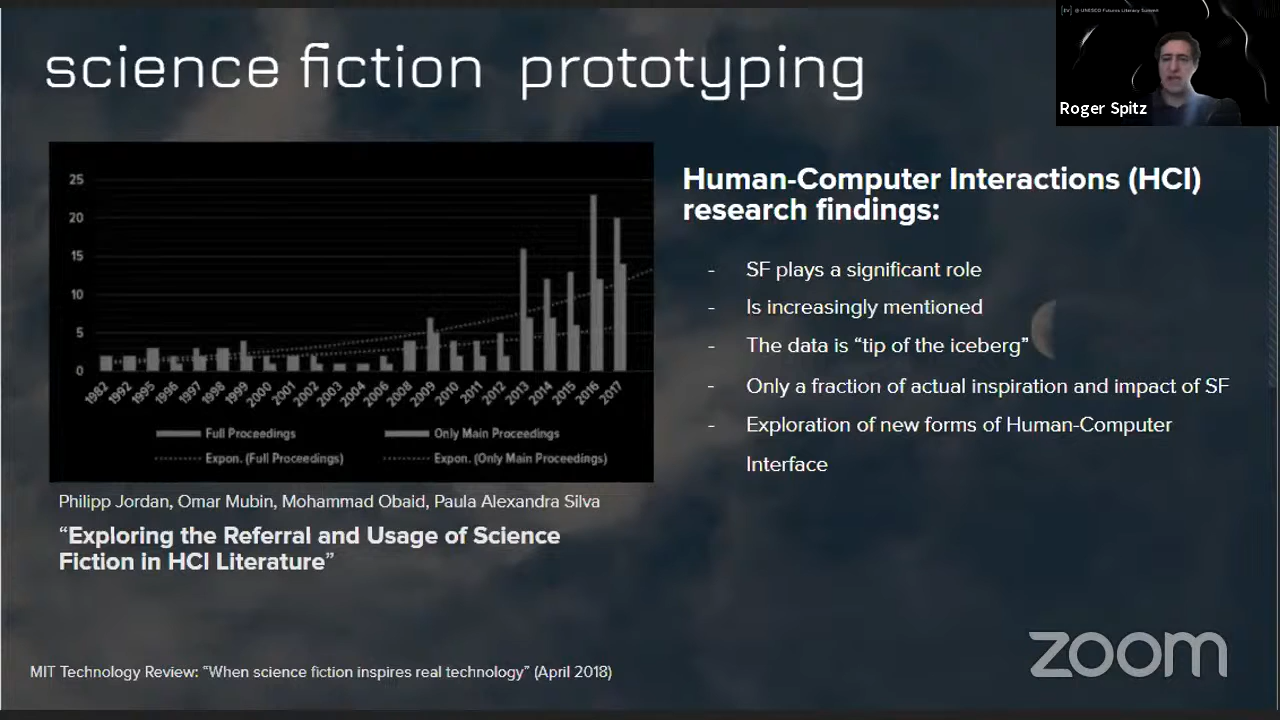 science fiction prototyping
[EV] @ UNESCO Futures Literacy Summit
Roger Spitz
25
20
15
10
5
0
1982 1992 1995 1996 1997 1998 1999 2000 2001 2002 2003 2004 2006 2008 2009 2010 2011 2012 2013 2014 2015 2016 2017
Full Proceedings Only Main Proceedings
Expon. (Full Proceedings) Expon. (Only Main Proceedings)
Philipp Jordan, Omar Mubin, Mohammad Obaid, Paula Alexandra Silva
“Exploring the Referral and Usage of Science
Fiction in HCI Literature”
Human-Computer Interactions (HCI)
research findings:
- SF plays a significant role
- Is increasingly mentioned
- The data is “tip of the iceberg”
- Only a fraction of actual inspiration and impact of SF
- Exploration of new forms of Human-Computer
Interface
MIT Technology Review: “When science fiction inspires real technology” (April 2018)
zoom